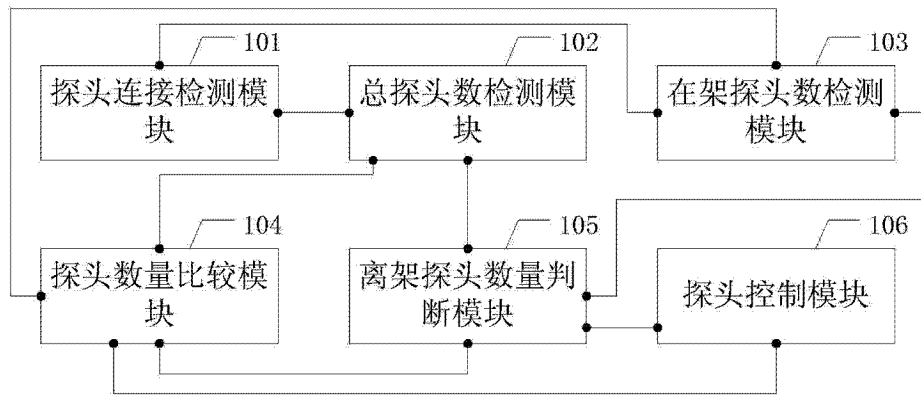 101
102
103
探头连接检测模
块
总探头数检测模
块
在架探头数检测
模块
104
105
106
探头数量比较模
块
离架探头数量判
断模块
探头控制模块